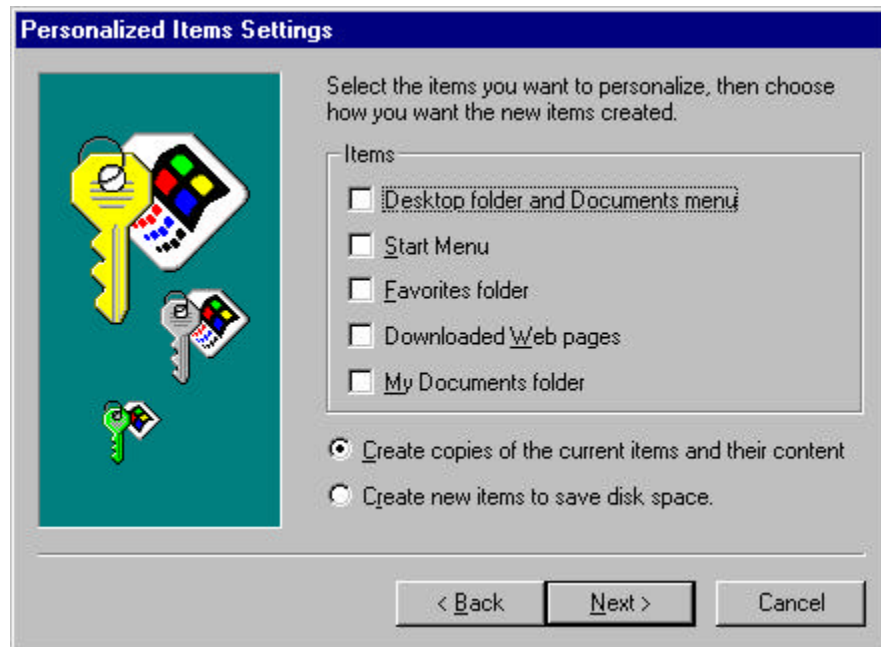 Personalized Items Settings
Select the items you want to personalize, then choose
how you want the new items created.
Items
Desktop folder and Documents menu
Start Menu
Favorites folder
Downloaded Web pages
My Documents folder
Create copies of the current items and their content
Create new items to save disk space.
< Back
Next >
Cancel